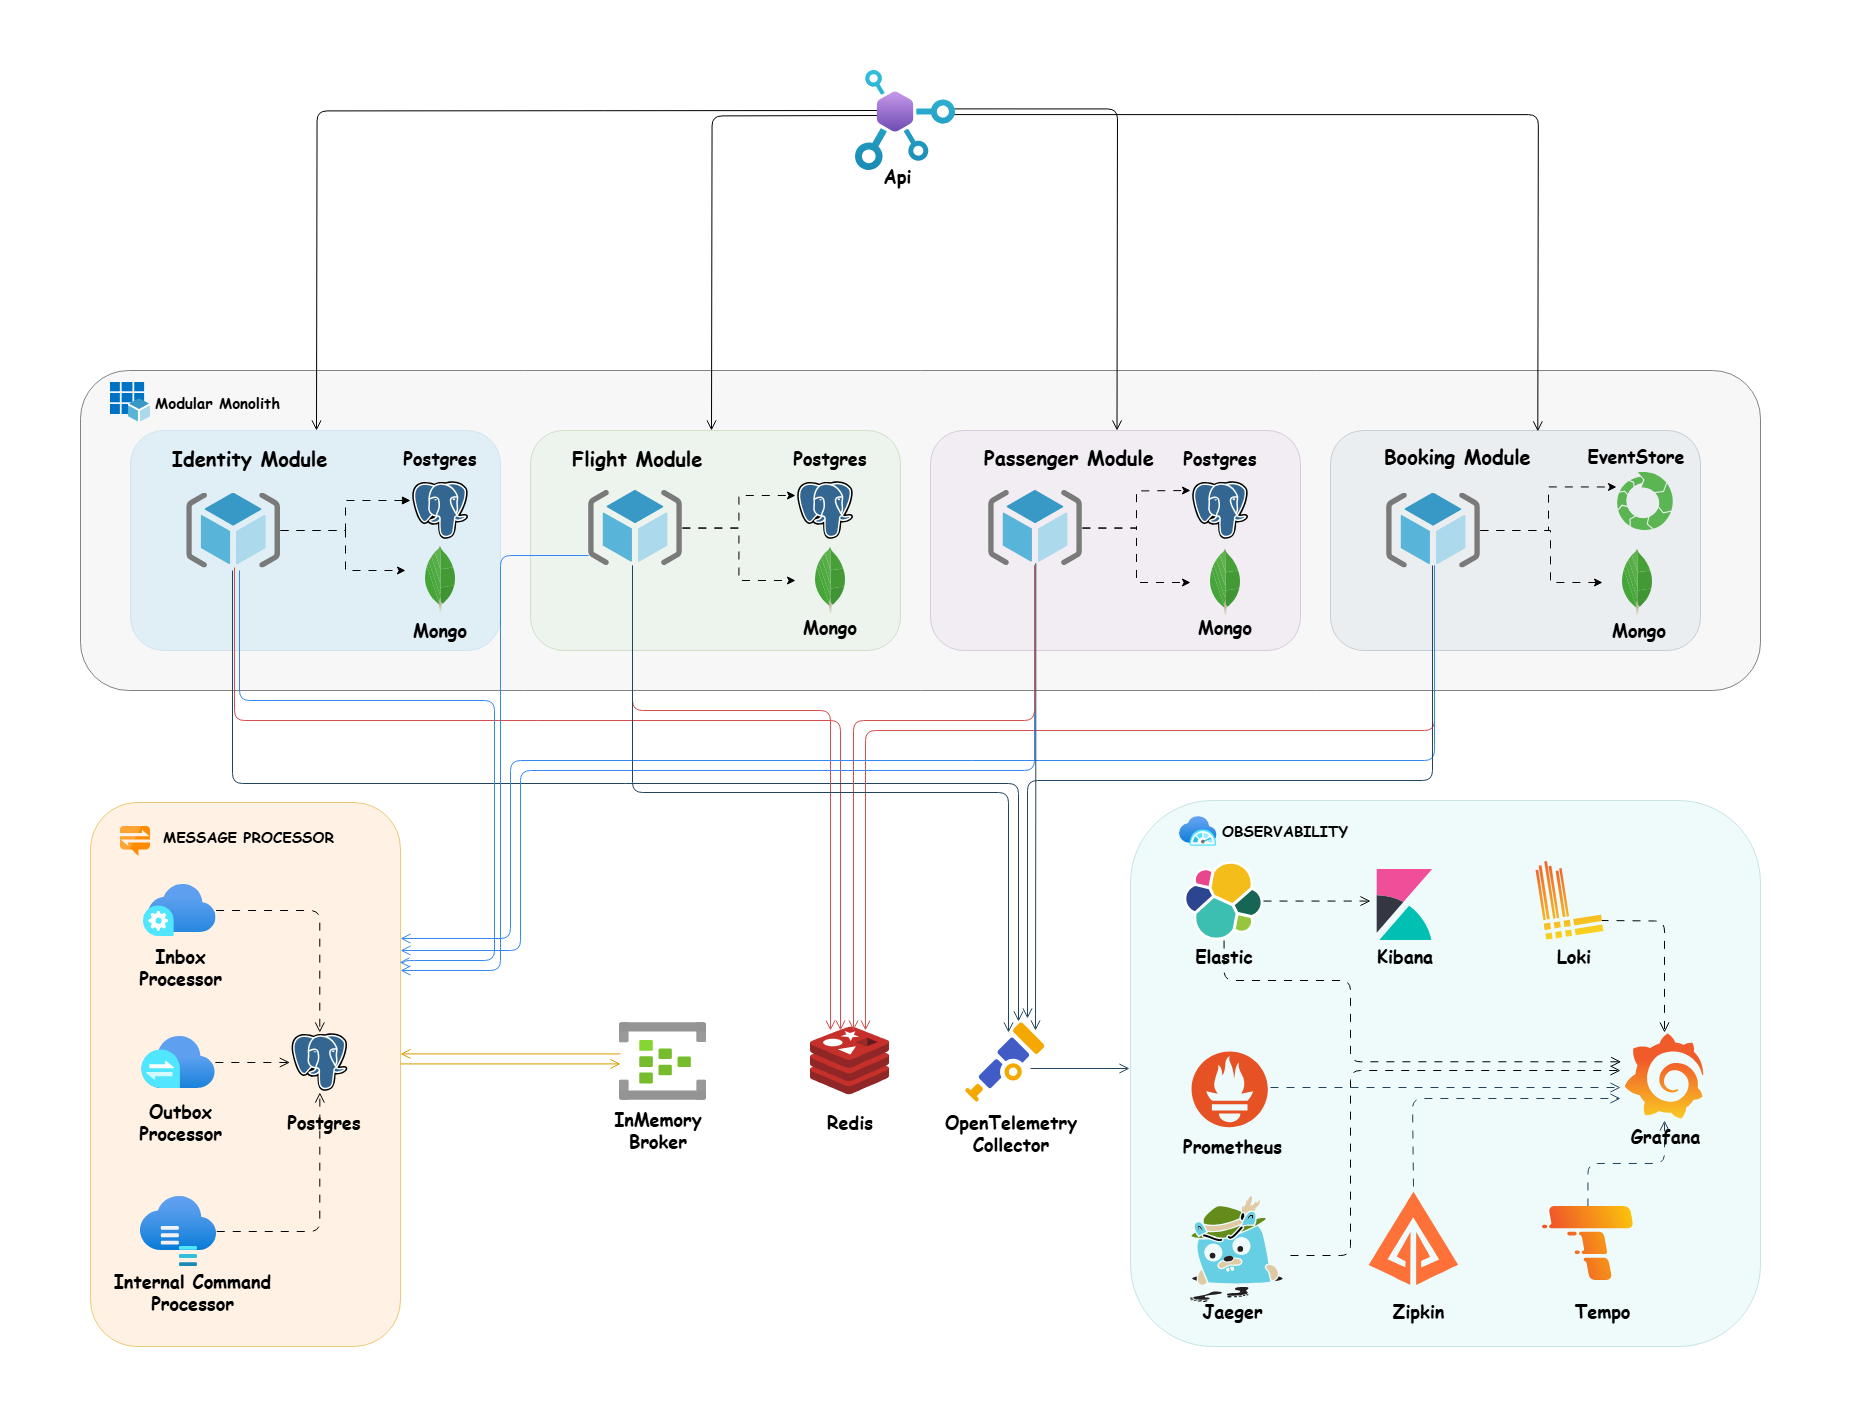 Api
Modular Monolith
Identity Module
Postgres
Mongo
Flight Module
Postgres
Mongo
Passenger Module
Postgres
Mongo
Booking Module
EventStore
Mongo
MESSAGE PROCESSOR
Inbox
Processor
Outbox
Processor
Postgres
Internal Command
Processor
InMemory
Broker
Redis
OpenTelemetry
Collector
OBSERVABILITY
Elastic
Kibana
Loki
Prometheus
Grafana
Jaeger
Zipkin
Tempo